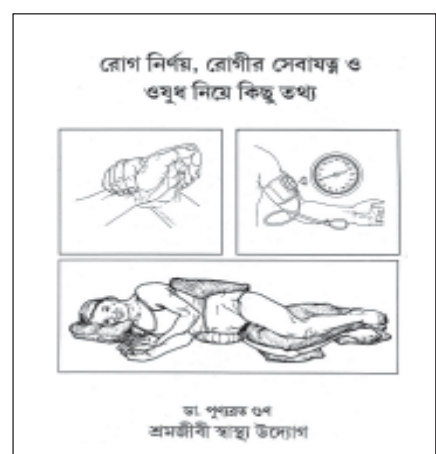 রোগ নির্ণয়, রোগীর সেবাযত্ন ও
ওষুধ নিয়ে কিছু তথ্য
ডা. পুণ্যব্রত গুণ
শ্রমজীবী স্বাস্থ্য উদ্যোগ